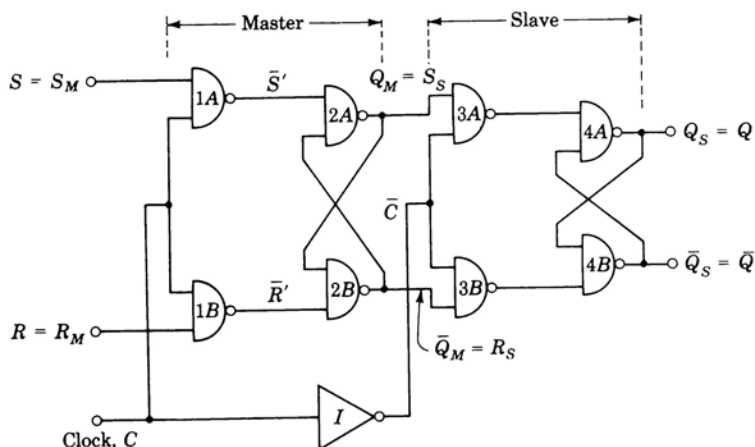 Master
Slave
S = S_M
1A
S̄′
2A
Q_M = S_S
3A
4A
Q_S = Q
C̄
R = R_M
1B
R̄′
2B
3B
4B
Q̄_S = Q̄
Q̄_M = R_S
I
Clock, C